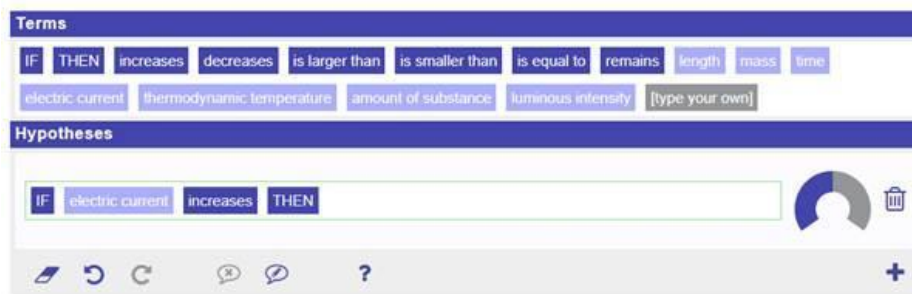 Terms
IF THEN increases decreases is larger than is smaller than is equal to remains length mass time
electric current thermodynamic temperature amount of substance luminous intensity [type your own]
Hypotheses
IF electric current increases THEN
?